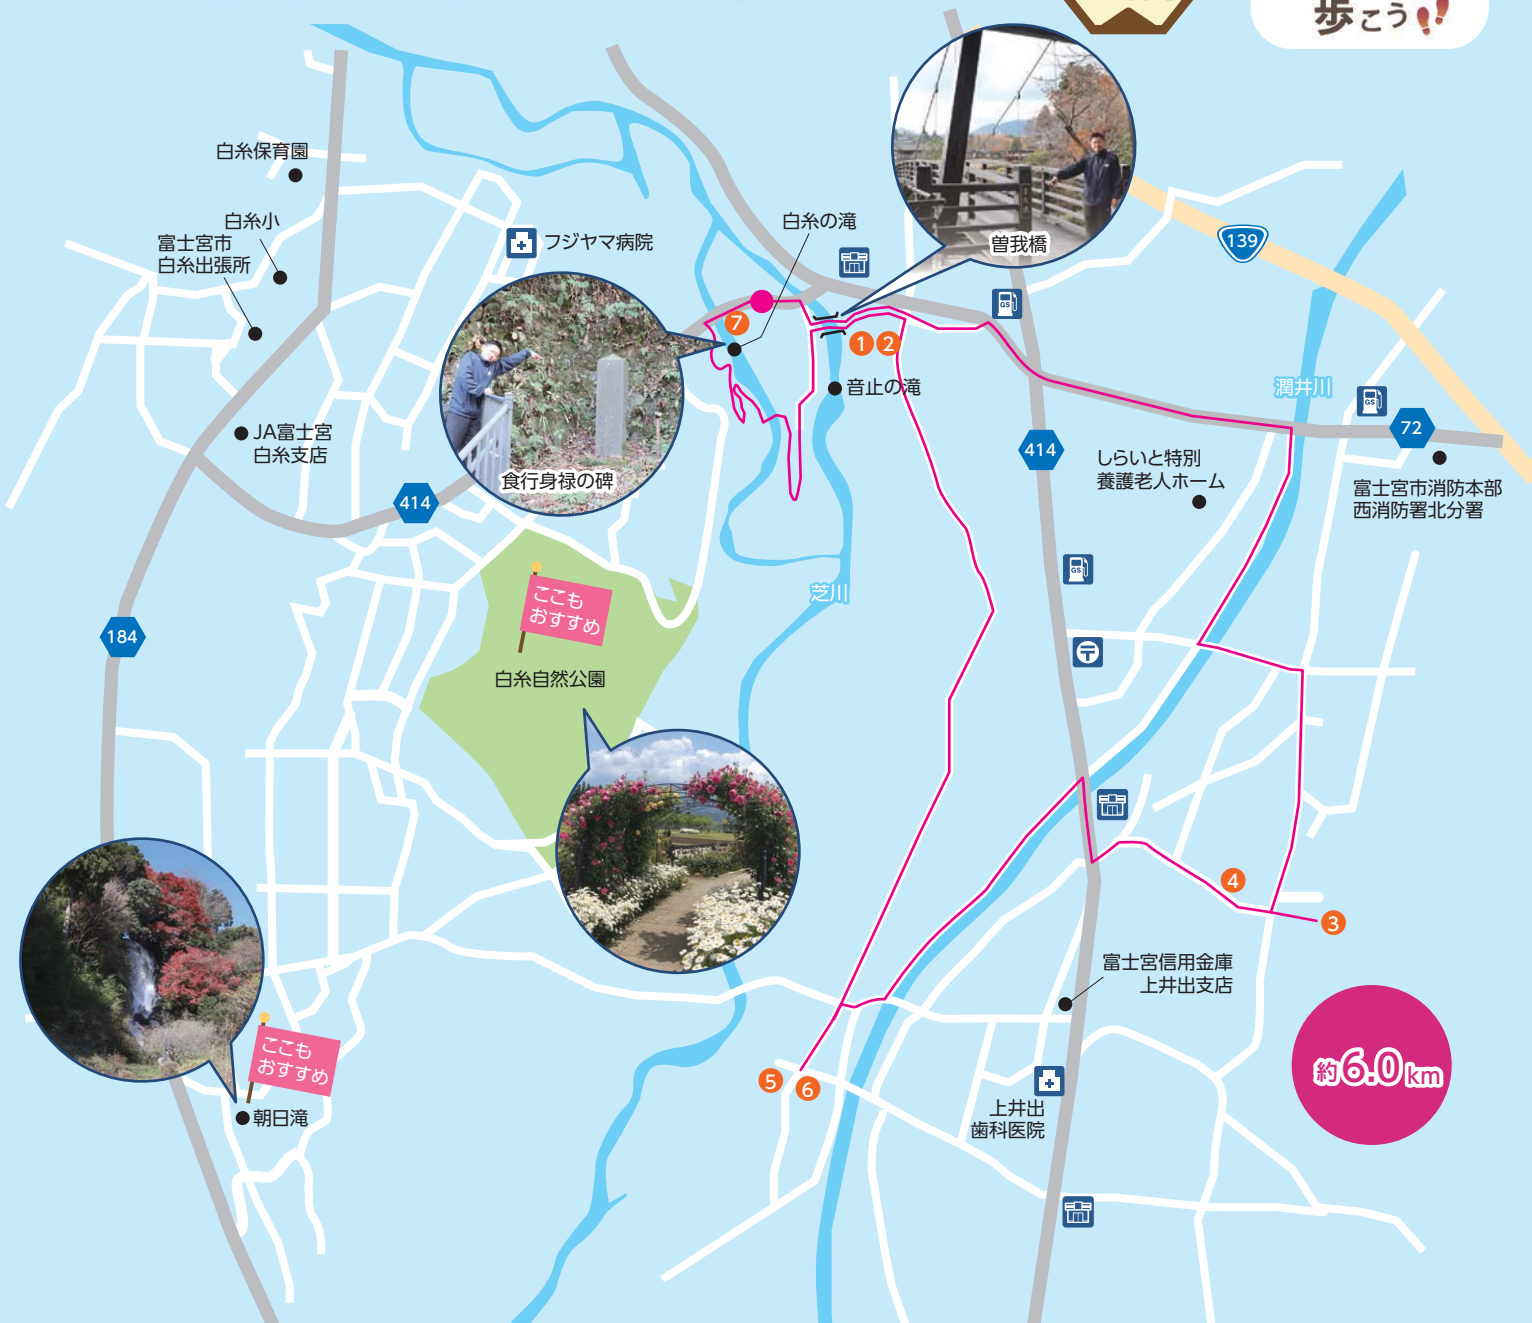 歩こう
白糸保育園
白糸小
富士宮市
白糸出張所
フジヤマ病院
白糸の滝
曽我橋
139
7
1 2
音止の滝
潤井川
72
JA富士宮
白糸支店
食行身禄の碑
414
414
しらいと特別
養護老人ホーム
富士宮市消防本部
西消防署北分署
GS
GS
GS
芝川
ここも
おすすめ
白糸自然公園
184
4
3
富士宮信用金庫
上井出支店
ここも
おすすめ
朝日滝
5
6
上井出
歯科医院
約6.0km